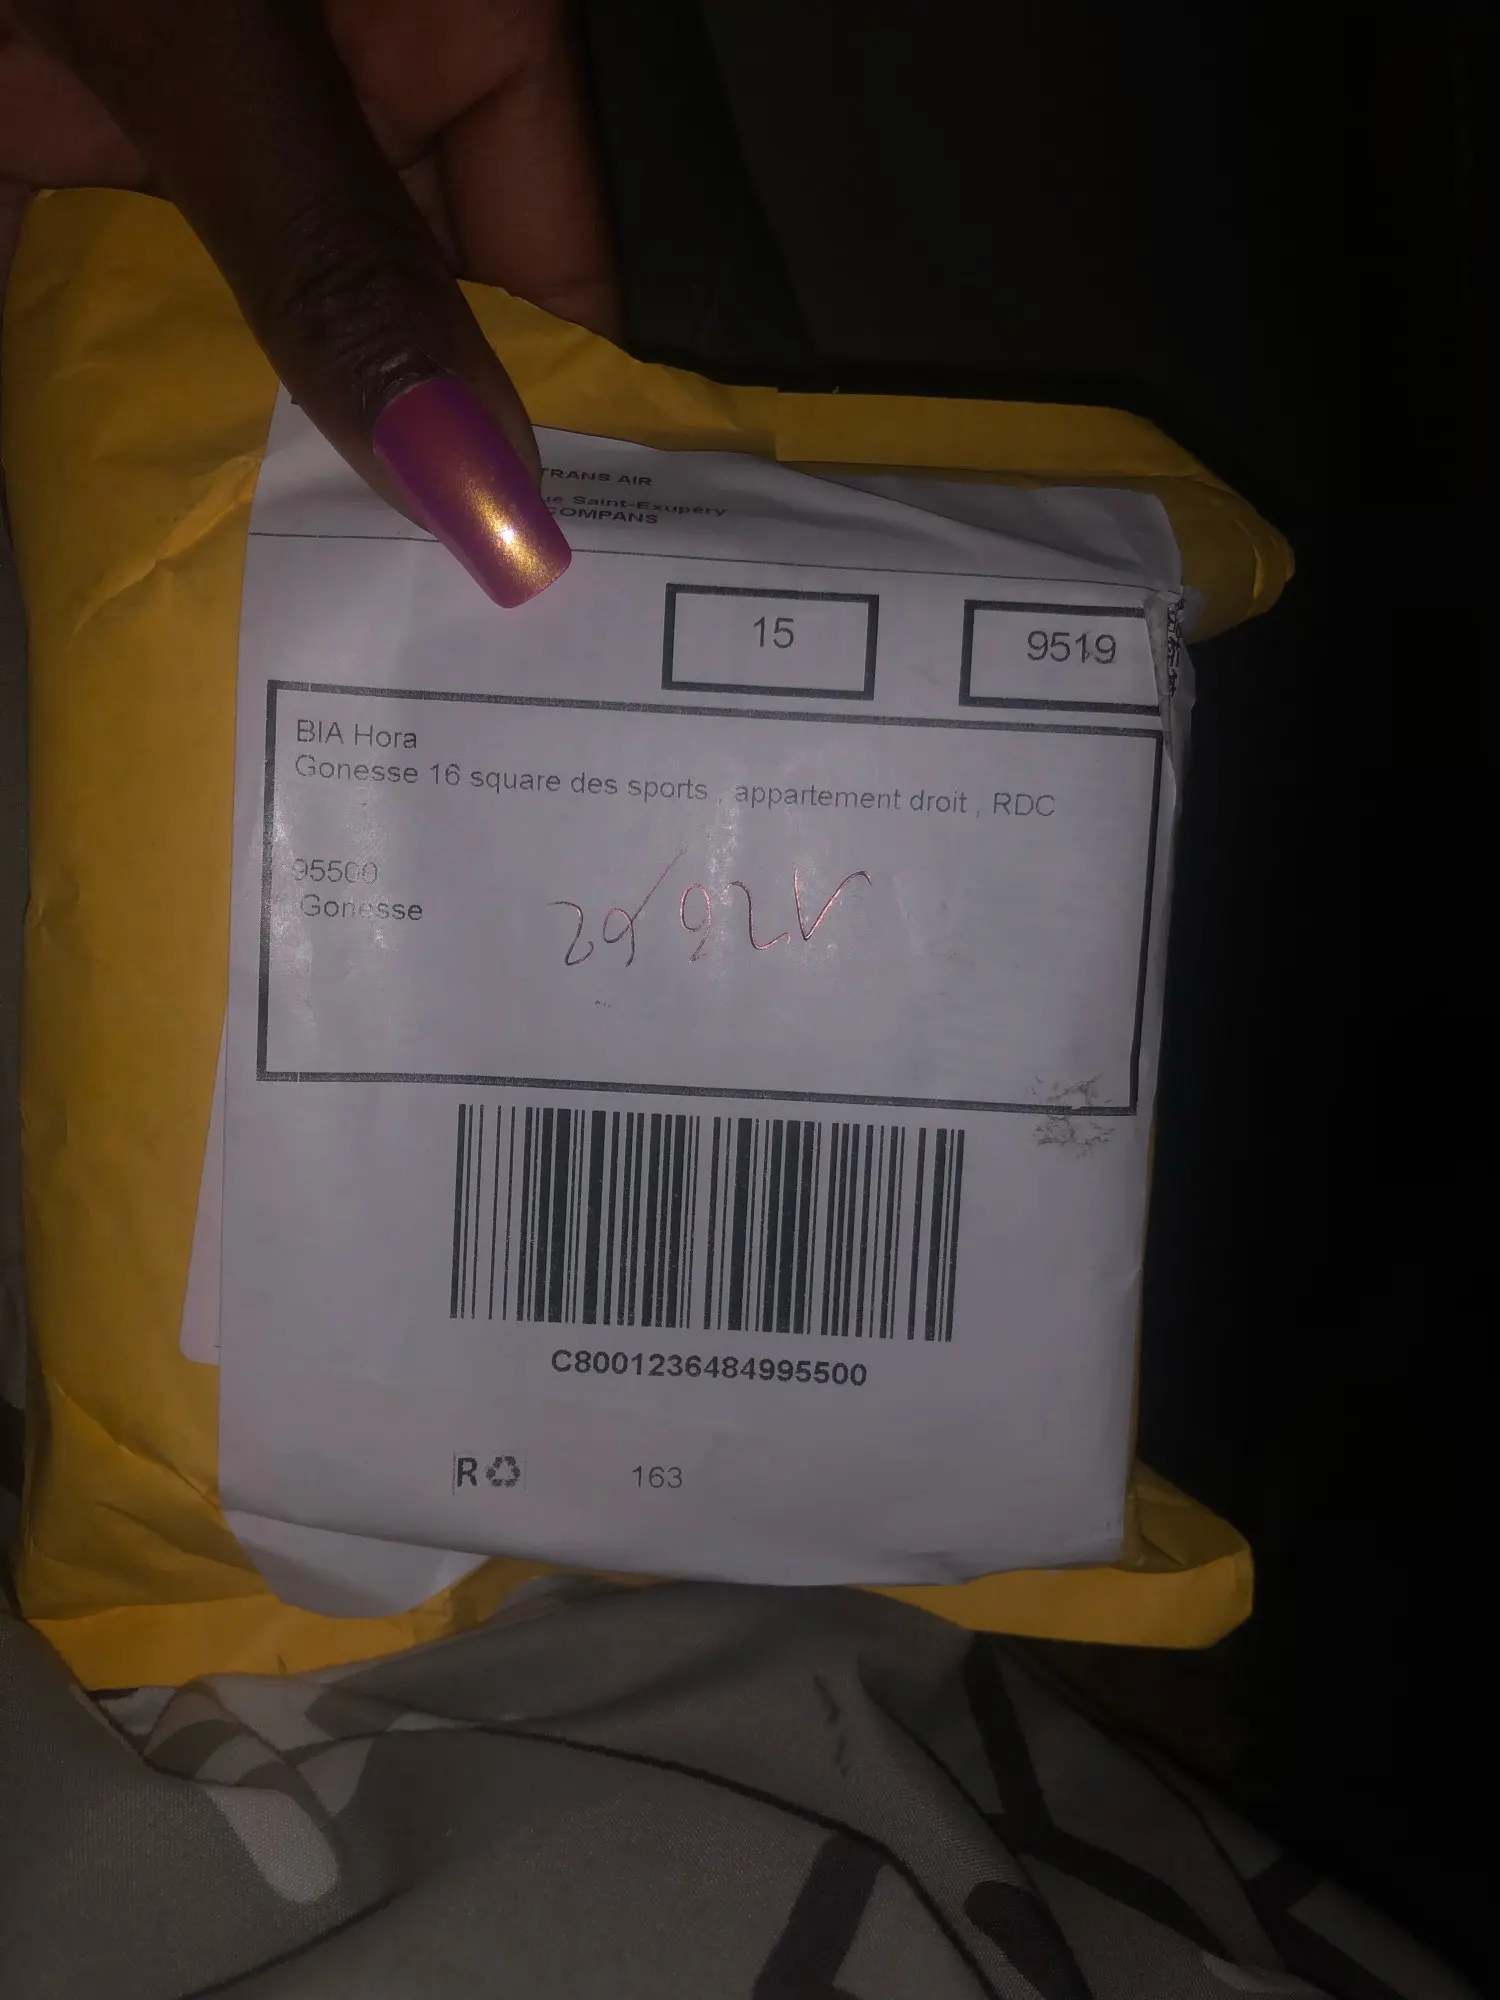 TRANS AIR
ue Saint-Exupéry
COMPANS
15
9519
BIA Hora
Gonesse 16 square des sports , appartement droit , RDC
95500
Gonesse
C8001236484995500
R
163